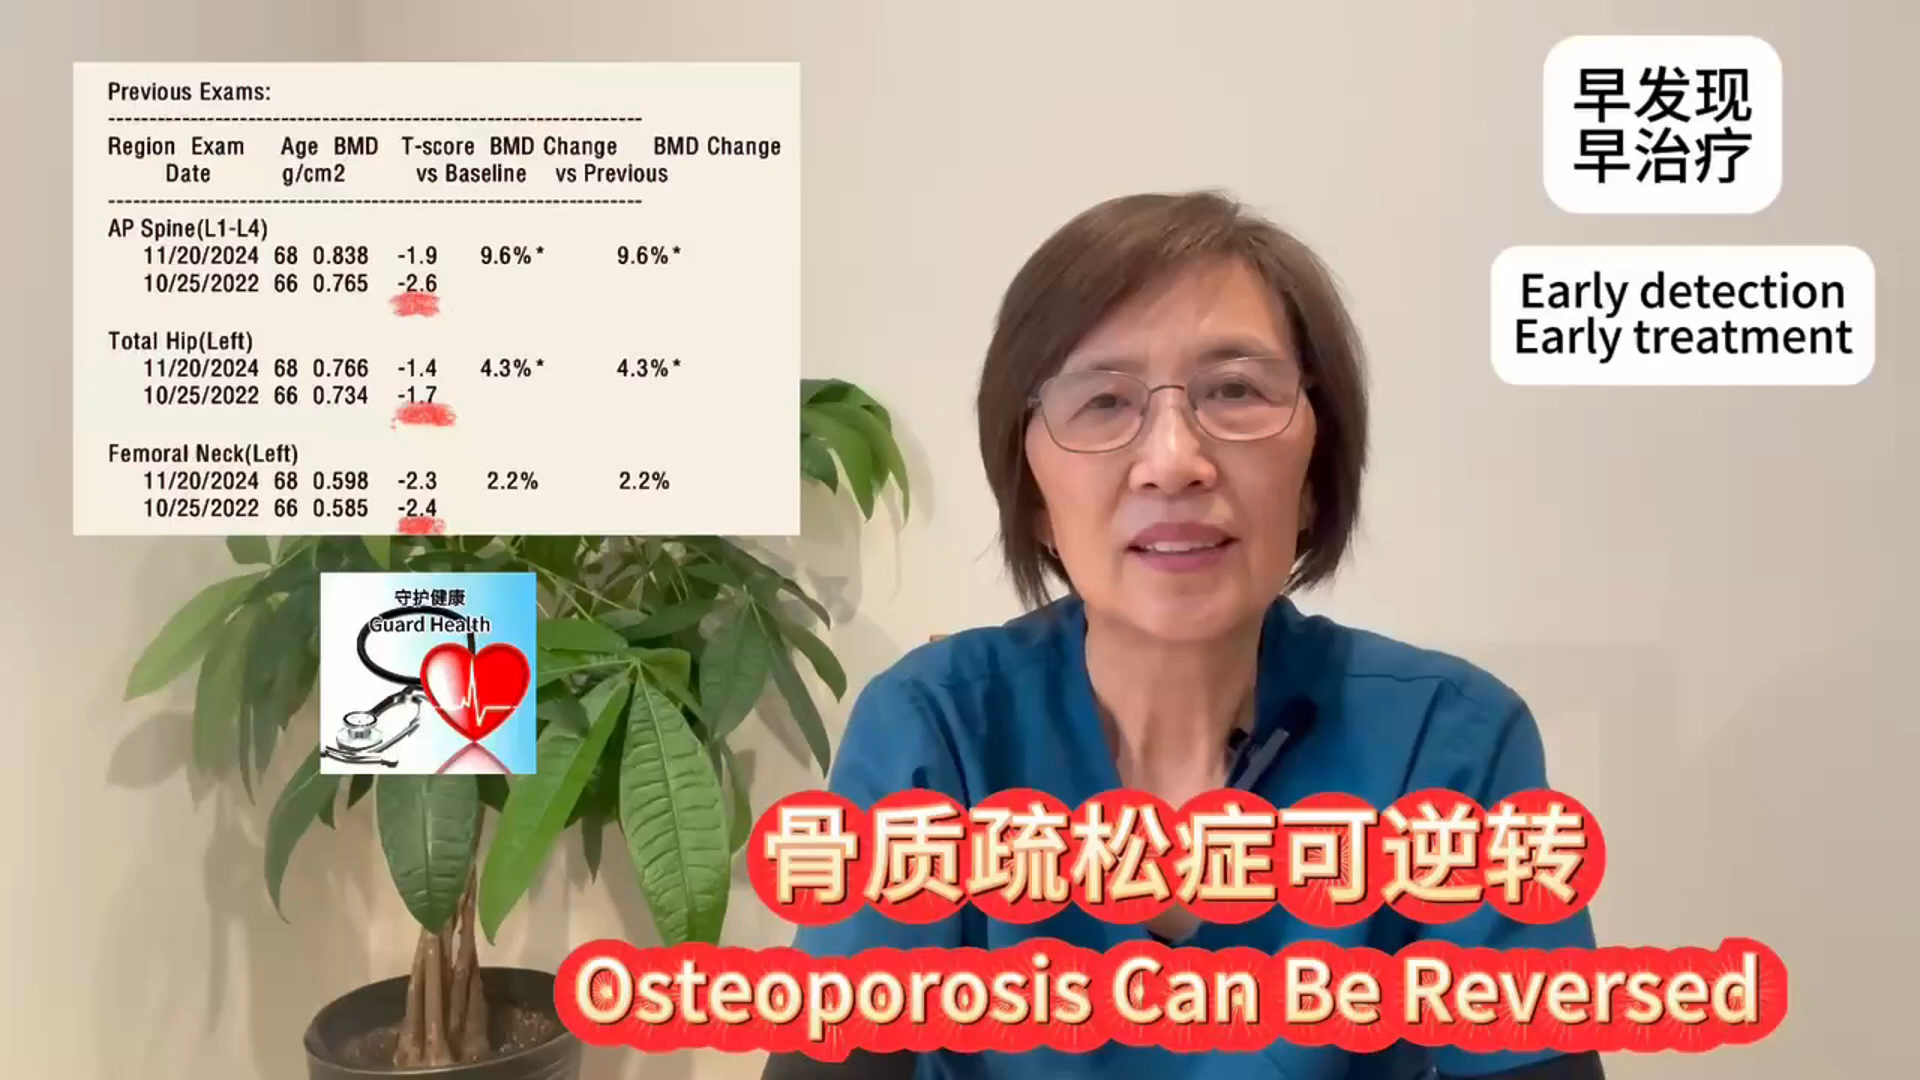 Previous Exams:
------------------------------------------------------------------
Region Exam Age BMD T-score BMD Change BMD Change
Date g/cm2 vs Baseline vs Previous
------------------------------------------------------------------
AP Spine(L1-L4)
11/20/2024 68 0.838 -1.9 9.6%* 9.6%*
10/25/2022 66 0.765 -2.6
Total Hip(Left)
11/20/2024 68 0.766 -1.4 4.3%* 4.3%*
10/25/2022 66 0.734 -1.7
Femoral Neck(Left)
11/20/2024 68 0.598 -2.3 2.2% 2.2%
10/25/2022 66 0.585 -2.4
早发现
早治疗
Early detection
Early treatment
守护健康
Guard Health
骨质疏松症可逆转
Osteoporosis Can Be Reversed